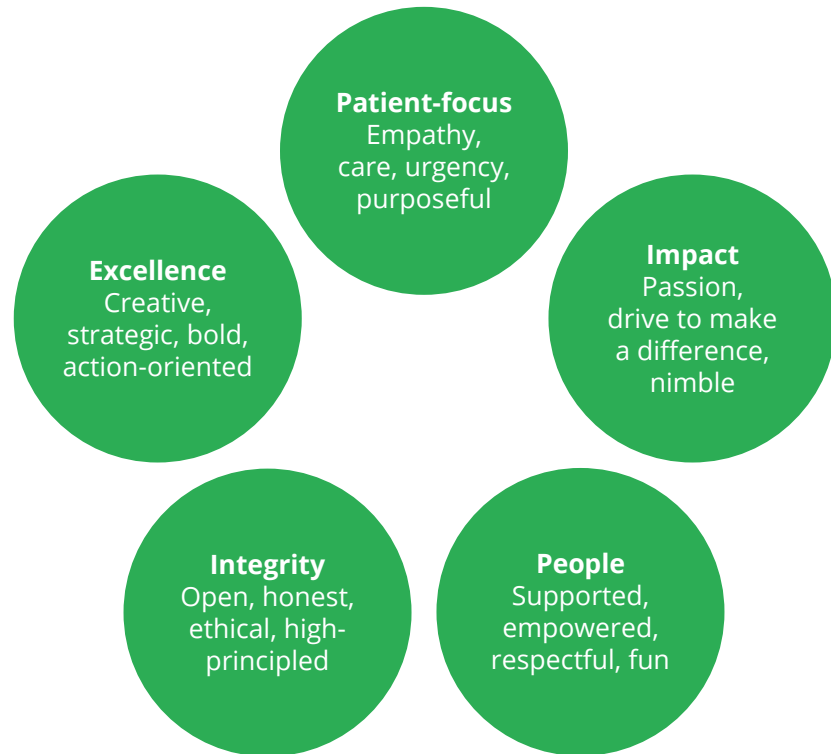 Patient-focus
Empathy,
care, urgency,
purposeful
Excellence
Creative,
strategic, bold,
action-oriented
Impact
Passion,
drive to make
a difference,
nimble
Integrity
Open, honest,
ethical, high-
principled
People
Supported,
empowered,
respectful, fun